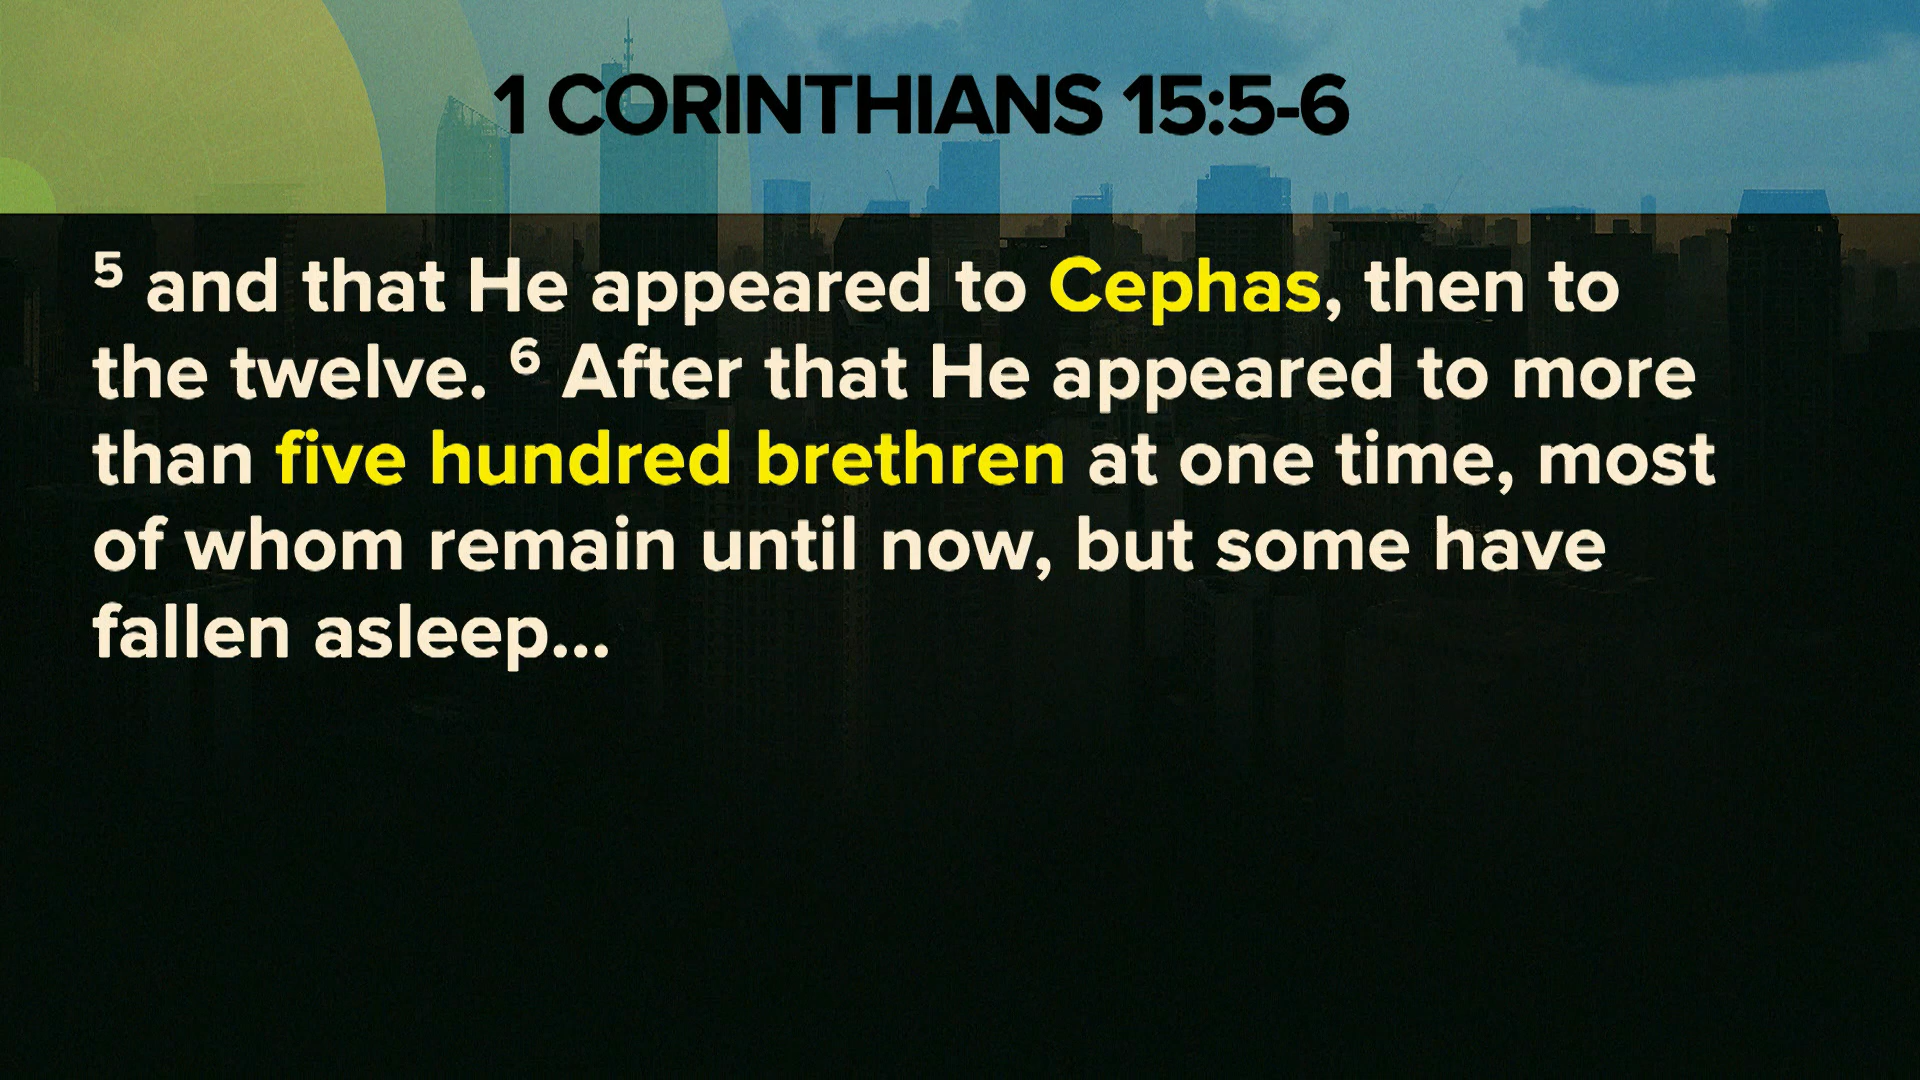 1 CORINTHIANS 15:5-6
5 and that He appeared to Cephas, then to
the twelve. 6 After that He appeared to more
than five hundred brethren at one time, most
of whom remain until now, but some have
fallen asleep...